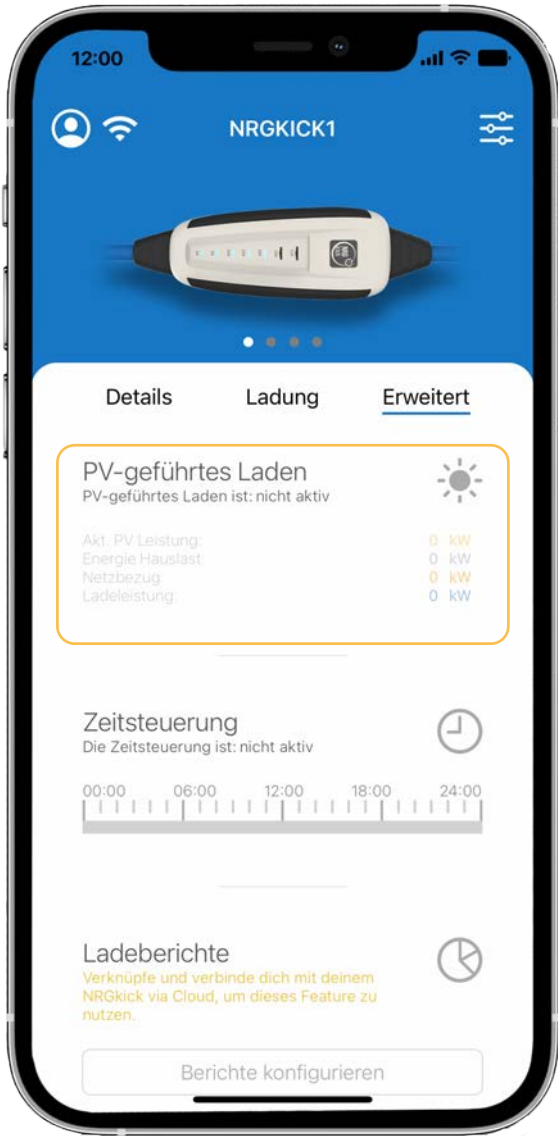 12:00
NRGKICK1
Details Ladung Erweitert
PV-geführtes Laden
PV-geführtes Laden ist: nicht aktiv
Akt. PV Leistung: 0 kW
Energie Hauslast: 0 kW
Netzbezug: 0 kW
Ladeleistung: 0 kW
Zeitsteuerung
Die Zeitsteuerung ist: nicht aktiv
00:00 06:00 12:00 18:00 24:00
Ladeberichte
Verknüpfe und verbinde dich mit deinem
NRGkick via Cloud, um dieses Feature zu
nutzen.
Berichte konfigurieren